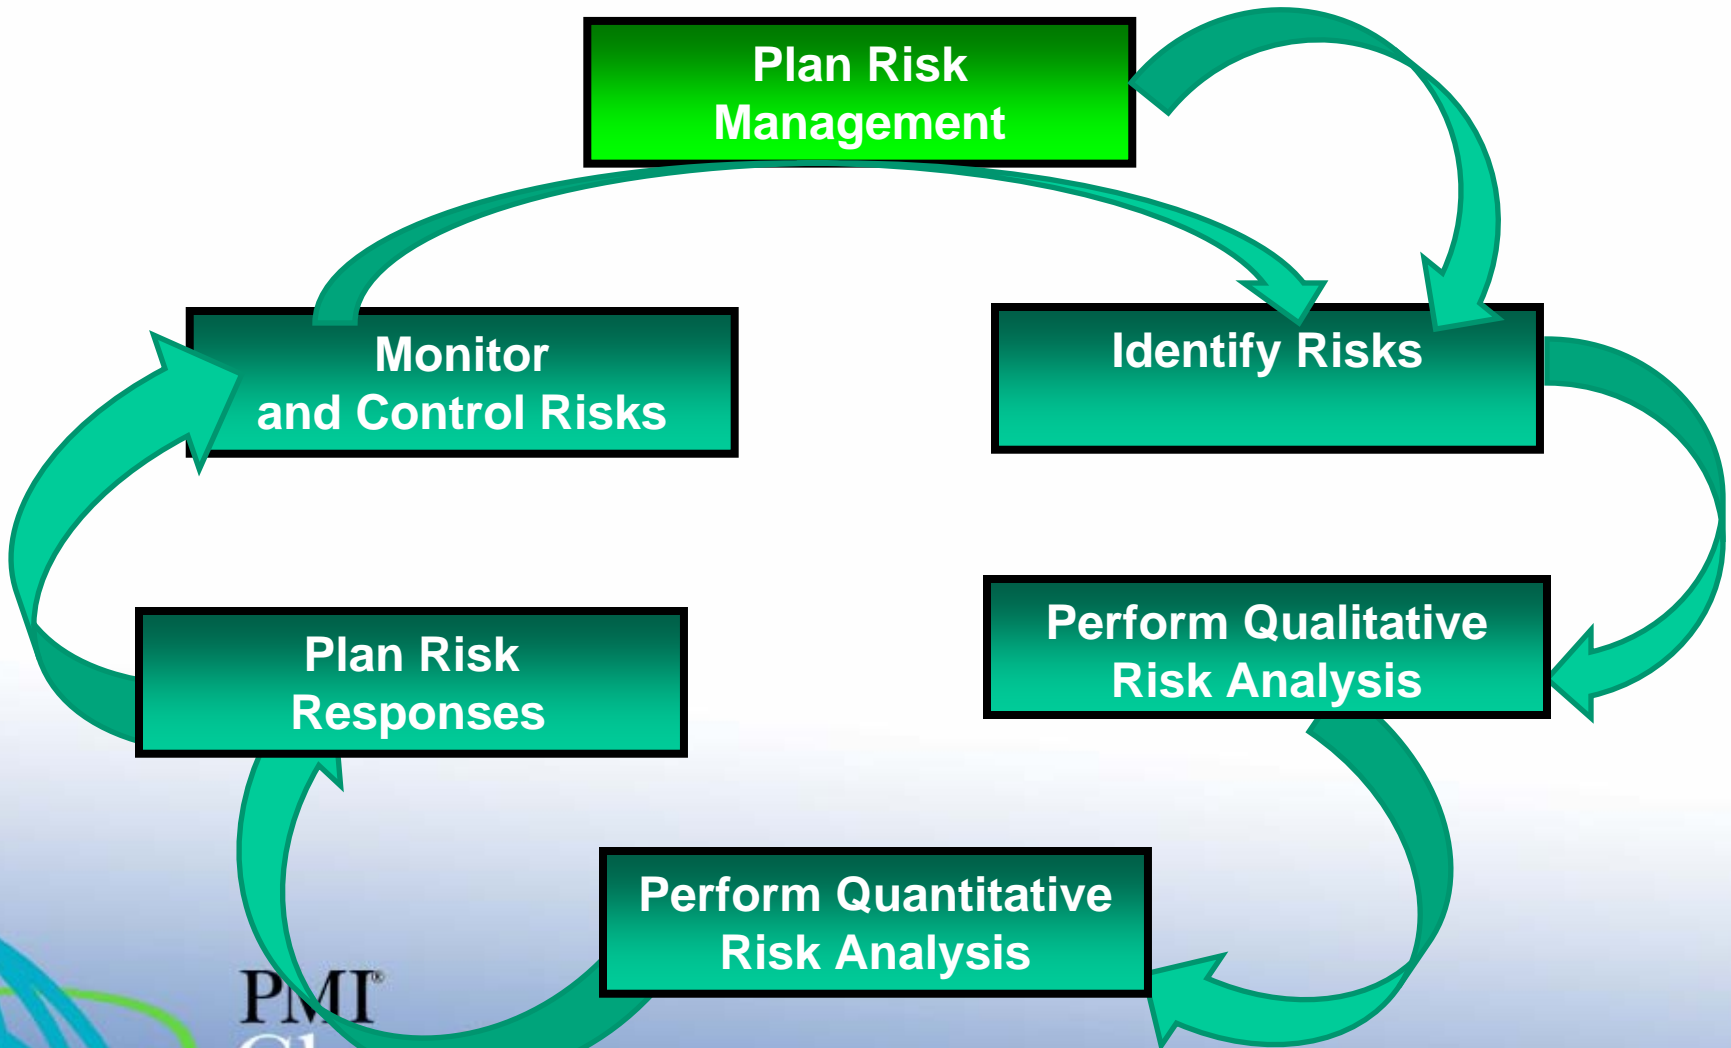 Plan Risk
Management
Monitor
and Control Risks
Identify Risks
Plan Risk
Responses
Perform Qualitative
Risk Analysis
Perform Quantitative
Risk Analysis
PMI®